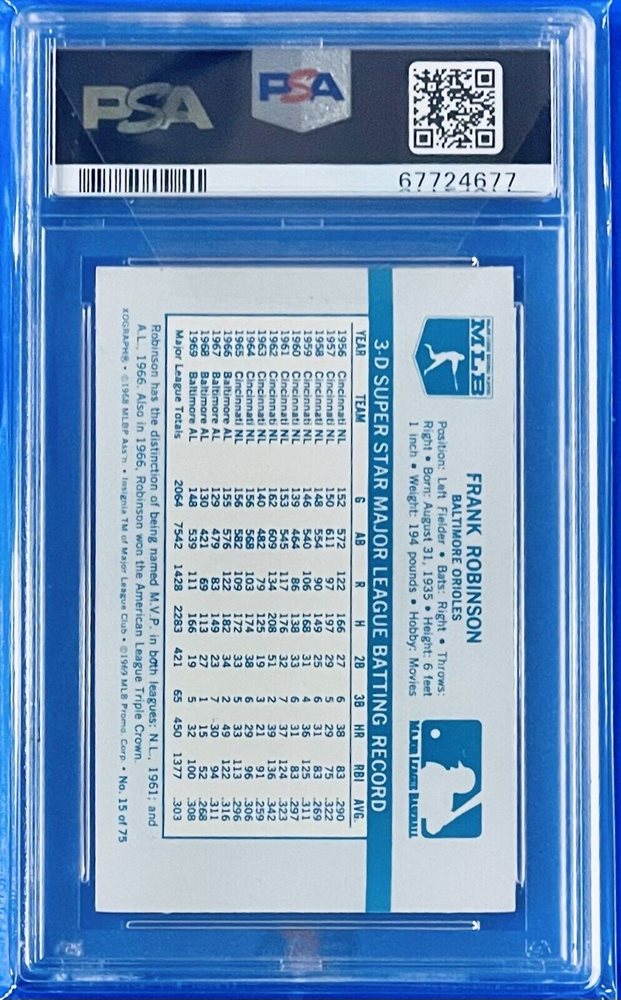 PSA
PSA
67724677
MLB
FRANK ROBINSON
BALTIMORE ORIOLES
Position: Left Fielder • Bats: Right • Throws:
Right • Born: August 31, 1935 • Height: 6 feet
1 inch • Weight: 194 pounds • Hobby: Movies
MAJOR LEAGUE BASEBALL
3-D SUPER STAR MAJOR LEAGUE BATTING RECORD
YEAR TEAM G AB R H 2B 3B HR RBI AVG.
1956 Cincinnati NL 152 572 122 166 27 6 38 83 .290
1957 Cincinnati NL 150 611 97 197 29 5 29 75 .322
1958 Cincinnati NL 148 554 90 149 25 6 31 83 .269
1959 Cincinnati NL 146 540 106 168 31 4 36 125 .311
1960 Cincinnati NL 139 464 86 138 33 6 31 83 .297
1961 Cincinnati NL 153 545 117 176 32 7 37 124 .323
1962 Cincinnati NL 162 609 134 208 51 2 39 136 .342
1963 Cincinnati NL 140 482 79 125 19 3 21 91 .259
1964 Cincinnati NL 156 568 103 174 38 6 29 96 .306
1965 Cincinnati NL 156 582 109 172 33 5 33 113 .296
1966 Baltimore AL 155 576 122 182 34 2 49 122 .316
1967 Baltimore AL 129 479 83 149 23 7 30 94 .311
1968 Baltimore AL 130 421 69 113 27 1 15 52 .268
1969 Baltimore AL 148 539 111 166 19 5 32 100 .308
Major League Totals 2064 7542 1428 2283 421 65 450 1377 .303
Robinson has the distinction of being named M.V.P. in both leagues: N.L., 1961; and
A.L., 1966. Also in 1966, Robinson won the American League Triple Crown.
XOGRAPH® • ©1968 MLBP Ass'n. • Insignia TM of Major League Club • ©1969 MLB Promo. Corp. • No. 15 of 75